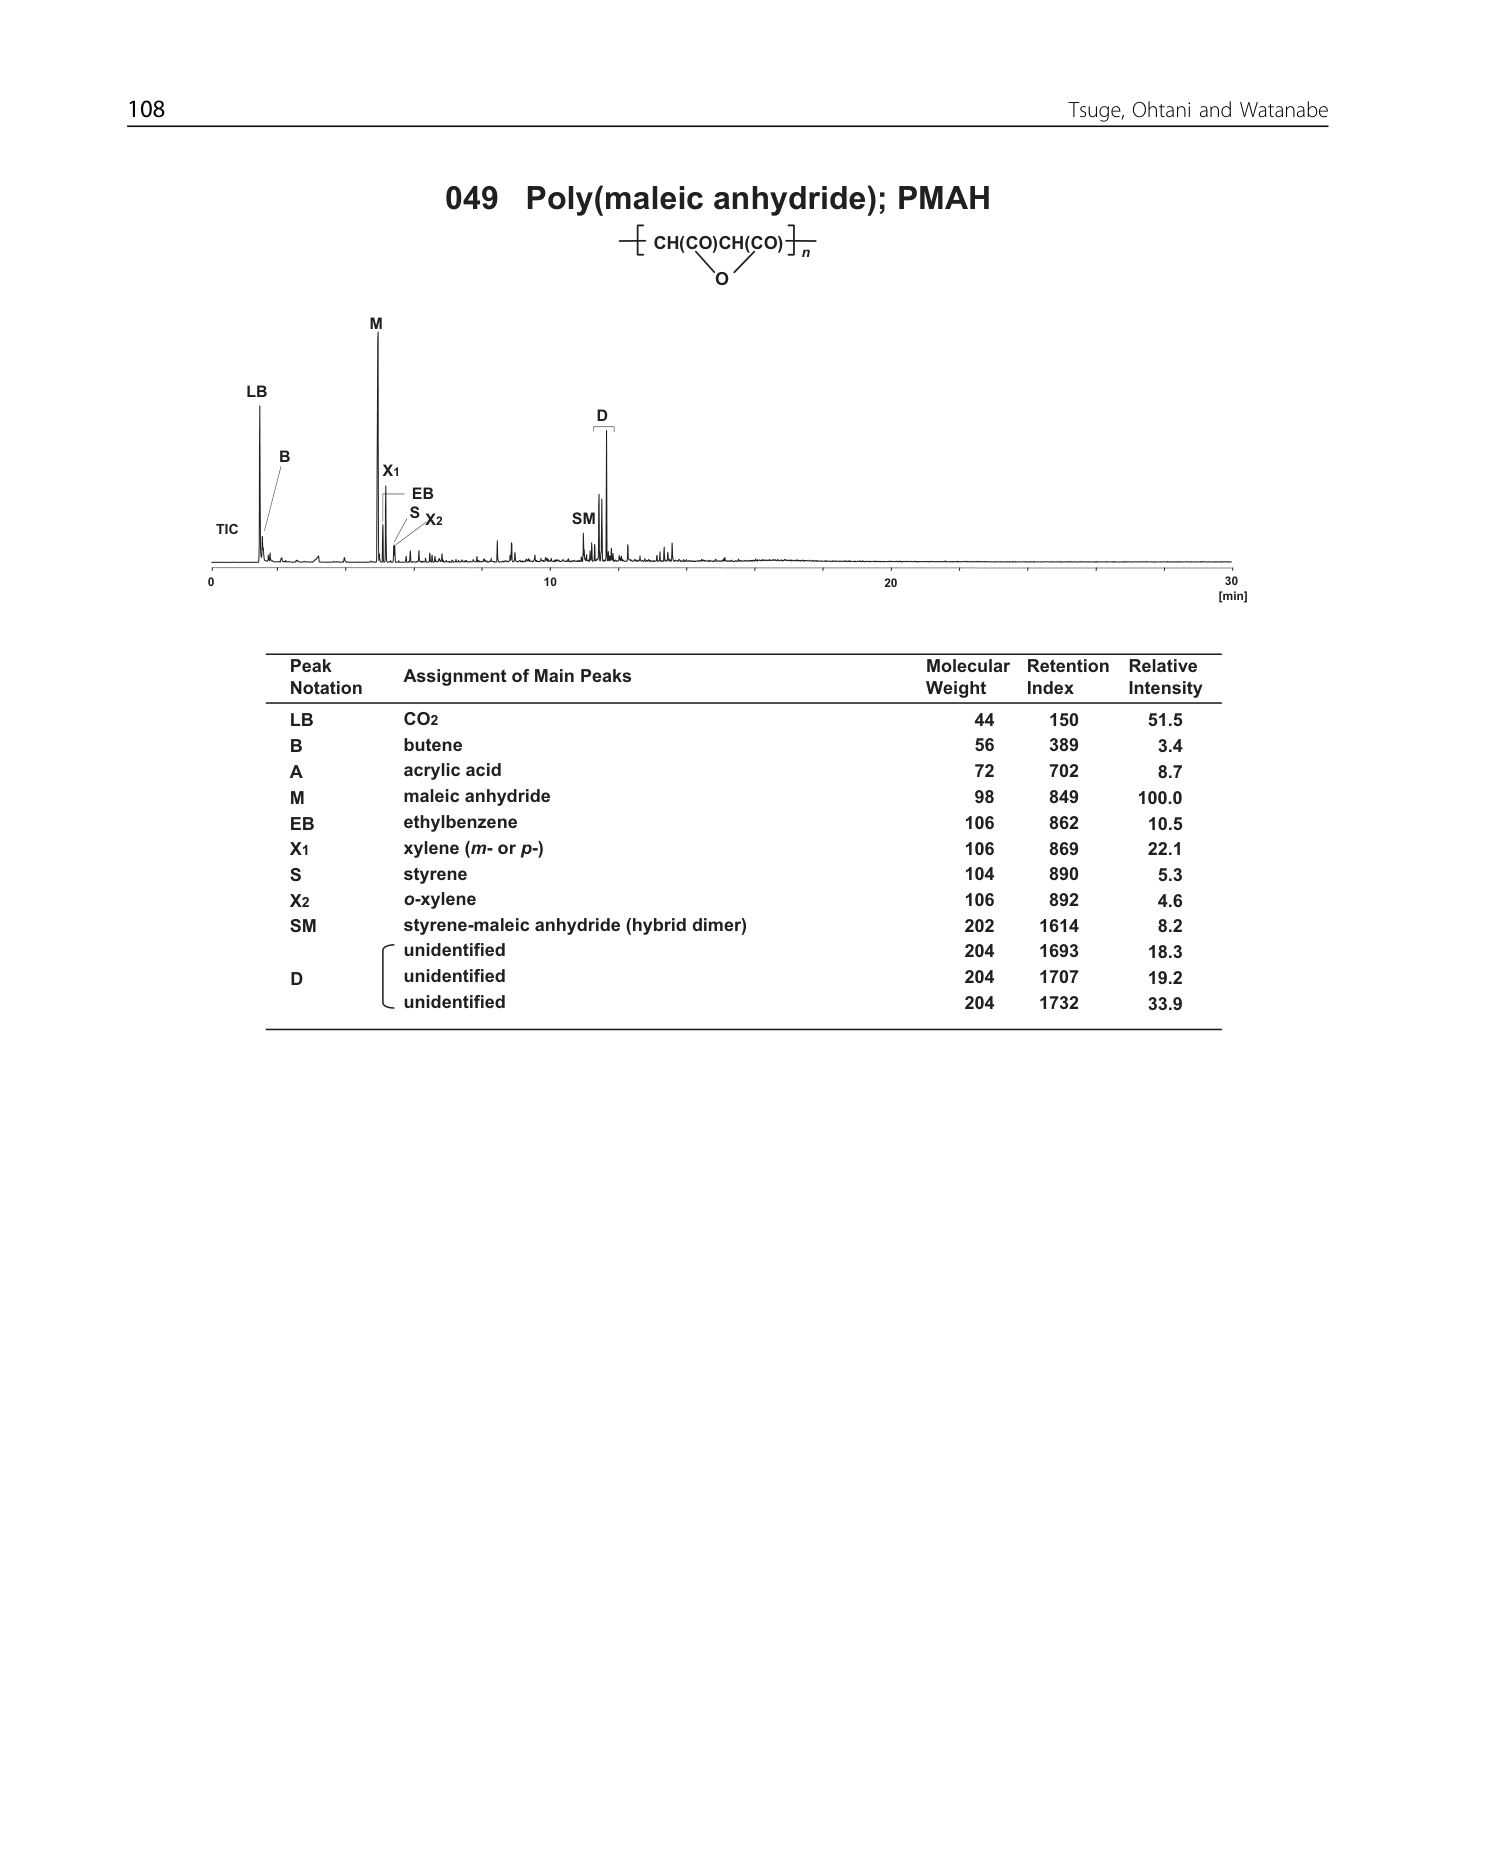 108 Tsuge, Ohtani and Watanabe
049 Poly(maleic anhydride); PMAH
CH(CO)CH(CO) n
O
M
LB
D
B
X1
EB
S X2
SM
TIC
0 10 20 30
[min]
Peak Notation Assignment of Main Peaks Molecular Weight Retention Index Relative Intensity
LB CO2 44 150 51.5
B butene 56 389 3.4
A acrylic acid 72 702 8.7
M maleic anhydride 98 849 100.0
EB ethylbenzene 106 862 10.5
X1 xylene (m- or p-) 106 869 22.1
S styrene 104 890 5.3
X2 o-xylene 106 892 4.6
SM styrene-maleic anhydride (hybrid dimer) 202 1614 8.2
unidentified 204 1693 18.3
D unidentified 204 1707 19.2
unidentified 204 1732 33.9